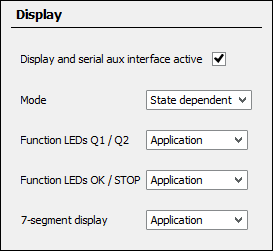 Display
Display and serial aux interface active
Mode State dependent
Function LEDs Q1 / Q2 Application
Function LEDs OK / STOP Application
7-segment display Application